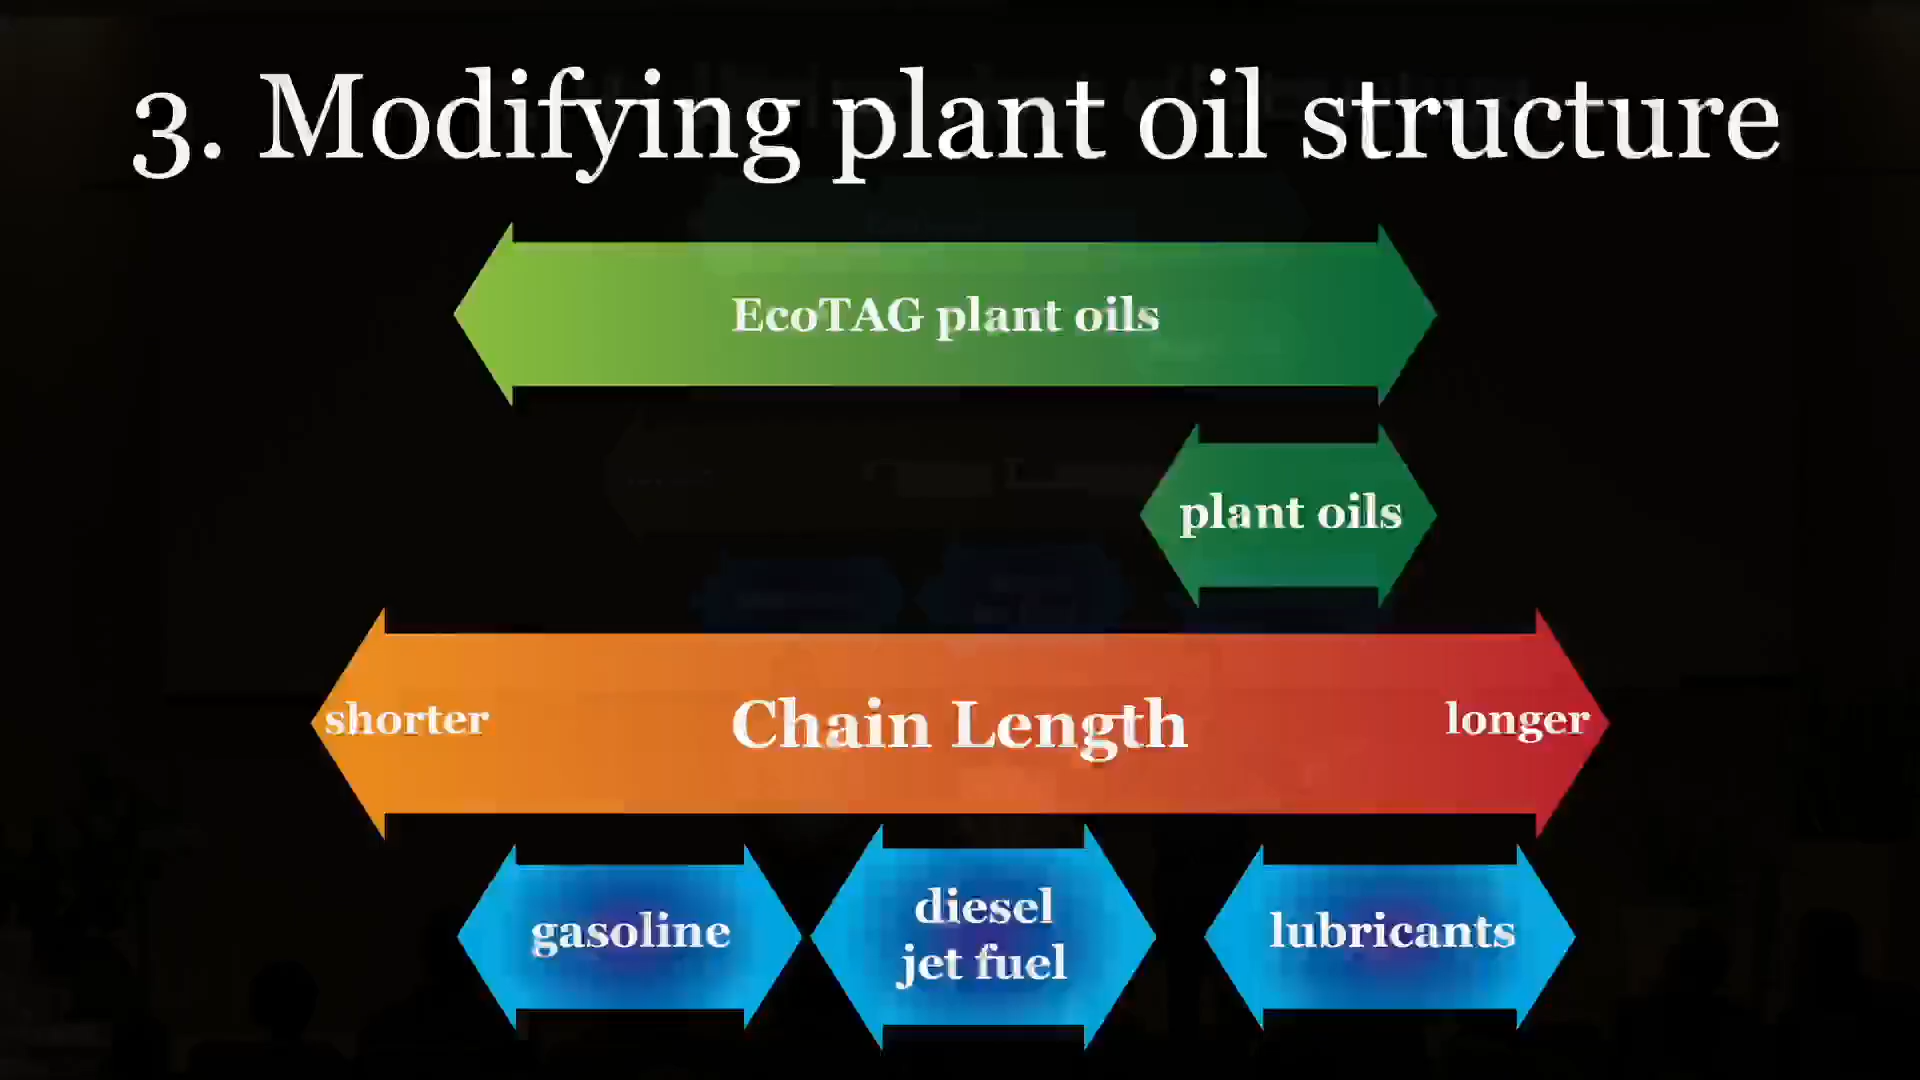 3. Modifying plant oil structure
EcoTAG plant oils
plant oils
shorter
Chain Length
longer
gasoline
diesel
jet fuel
lubricants